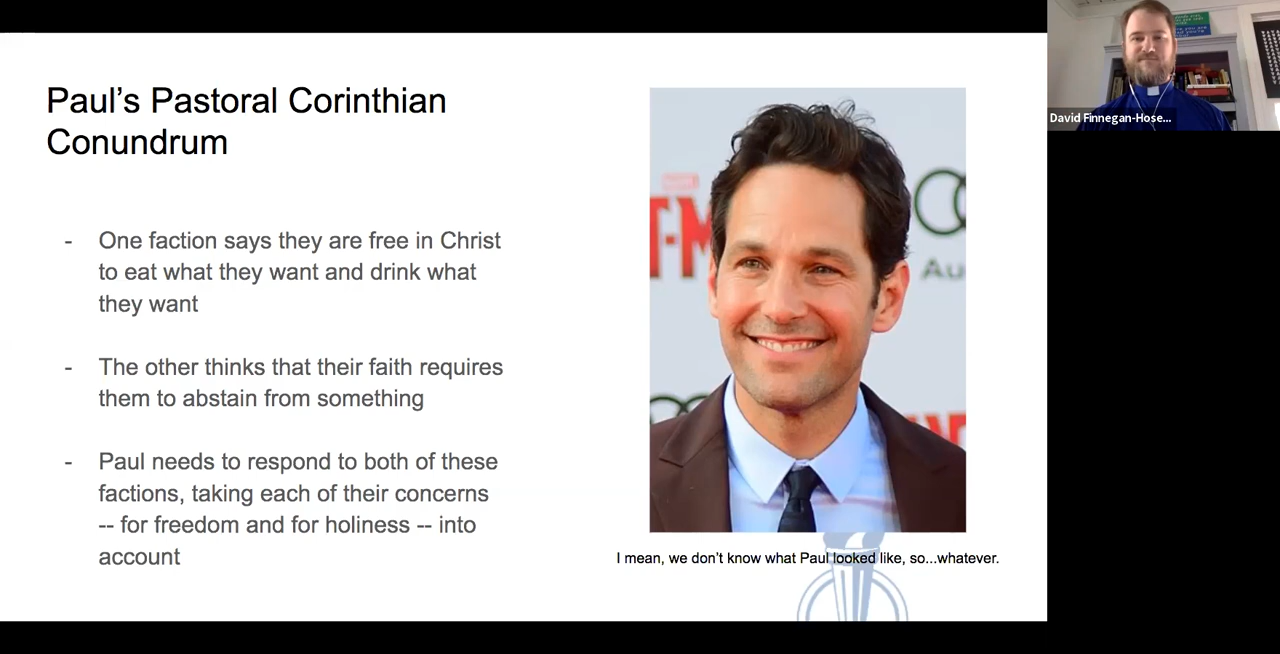 Paul’s Pastoral Corinthian
Conundrum
- One faction says they are free in Christ
to eat what they want and drink what
they want
- The other thinks that their faith requires
them to abstain from something
- Paul needs to respond to both of these
factions, taking each of their concerns
-- for freedom and for holiness -- into
account
MARVEL
T-M
Au
I mean, we don’t know what Paul looked like, so...whatever.
David Finnegan-Hose...